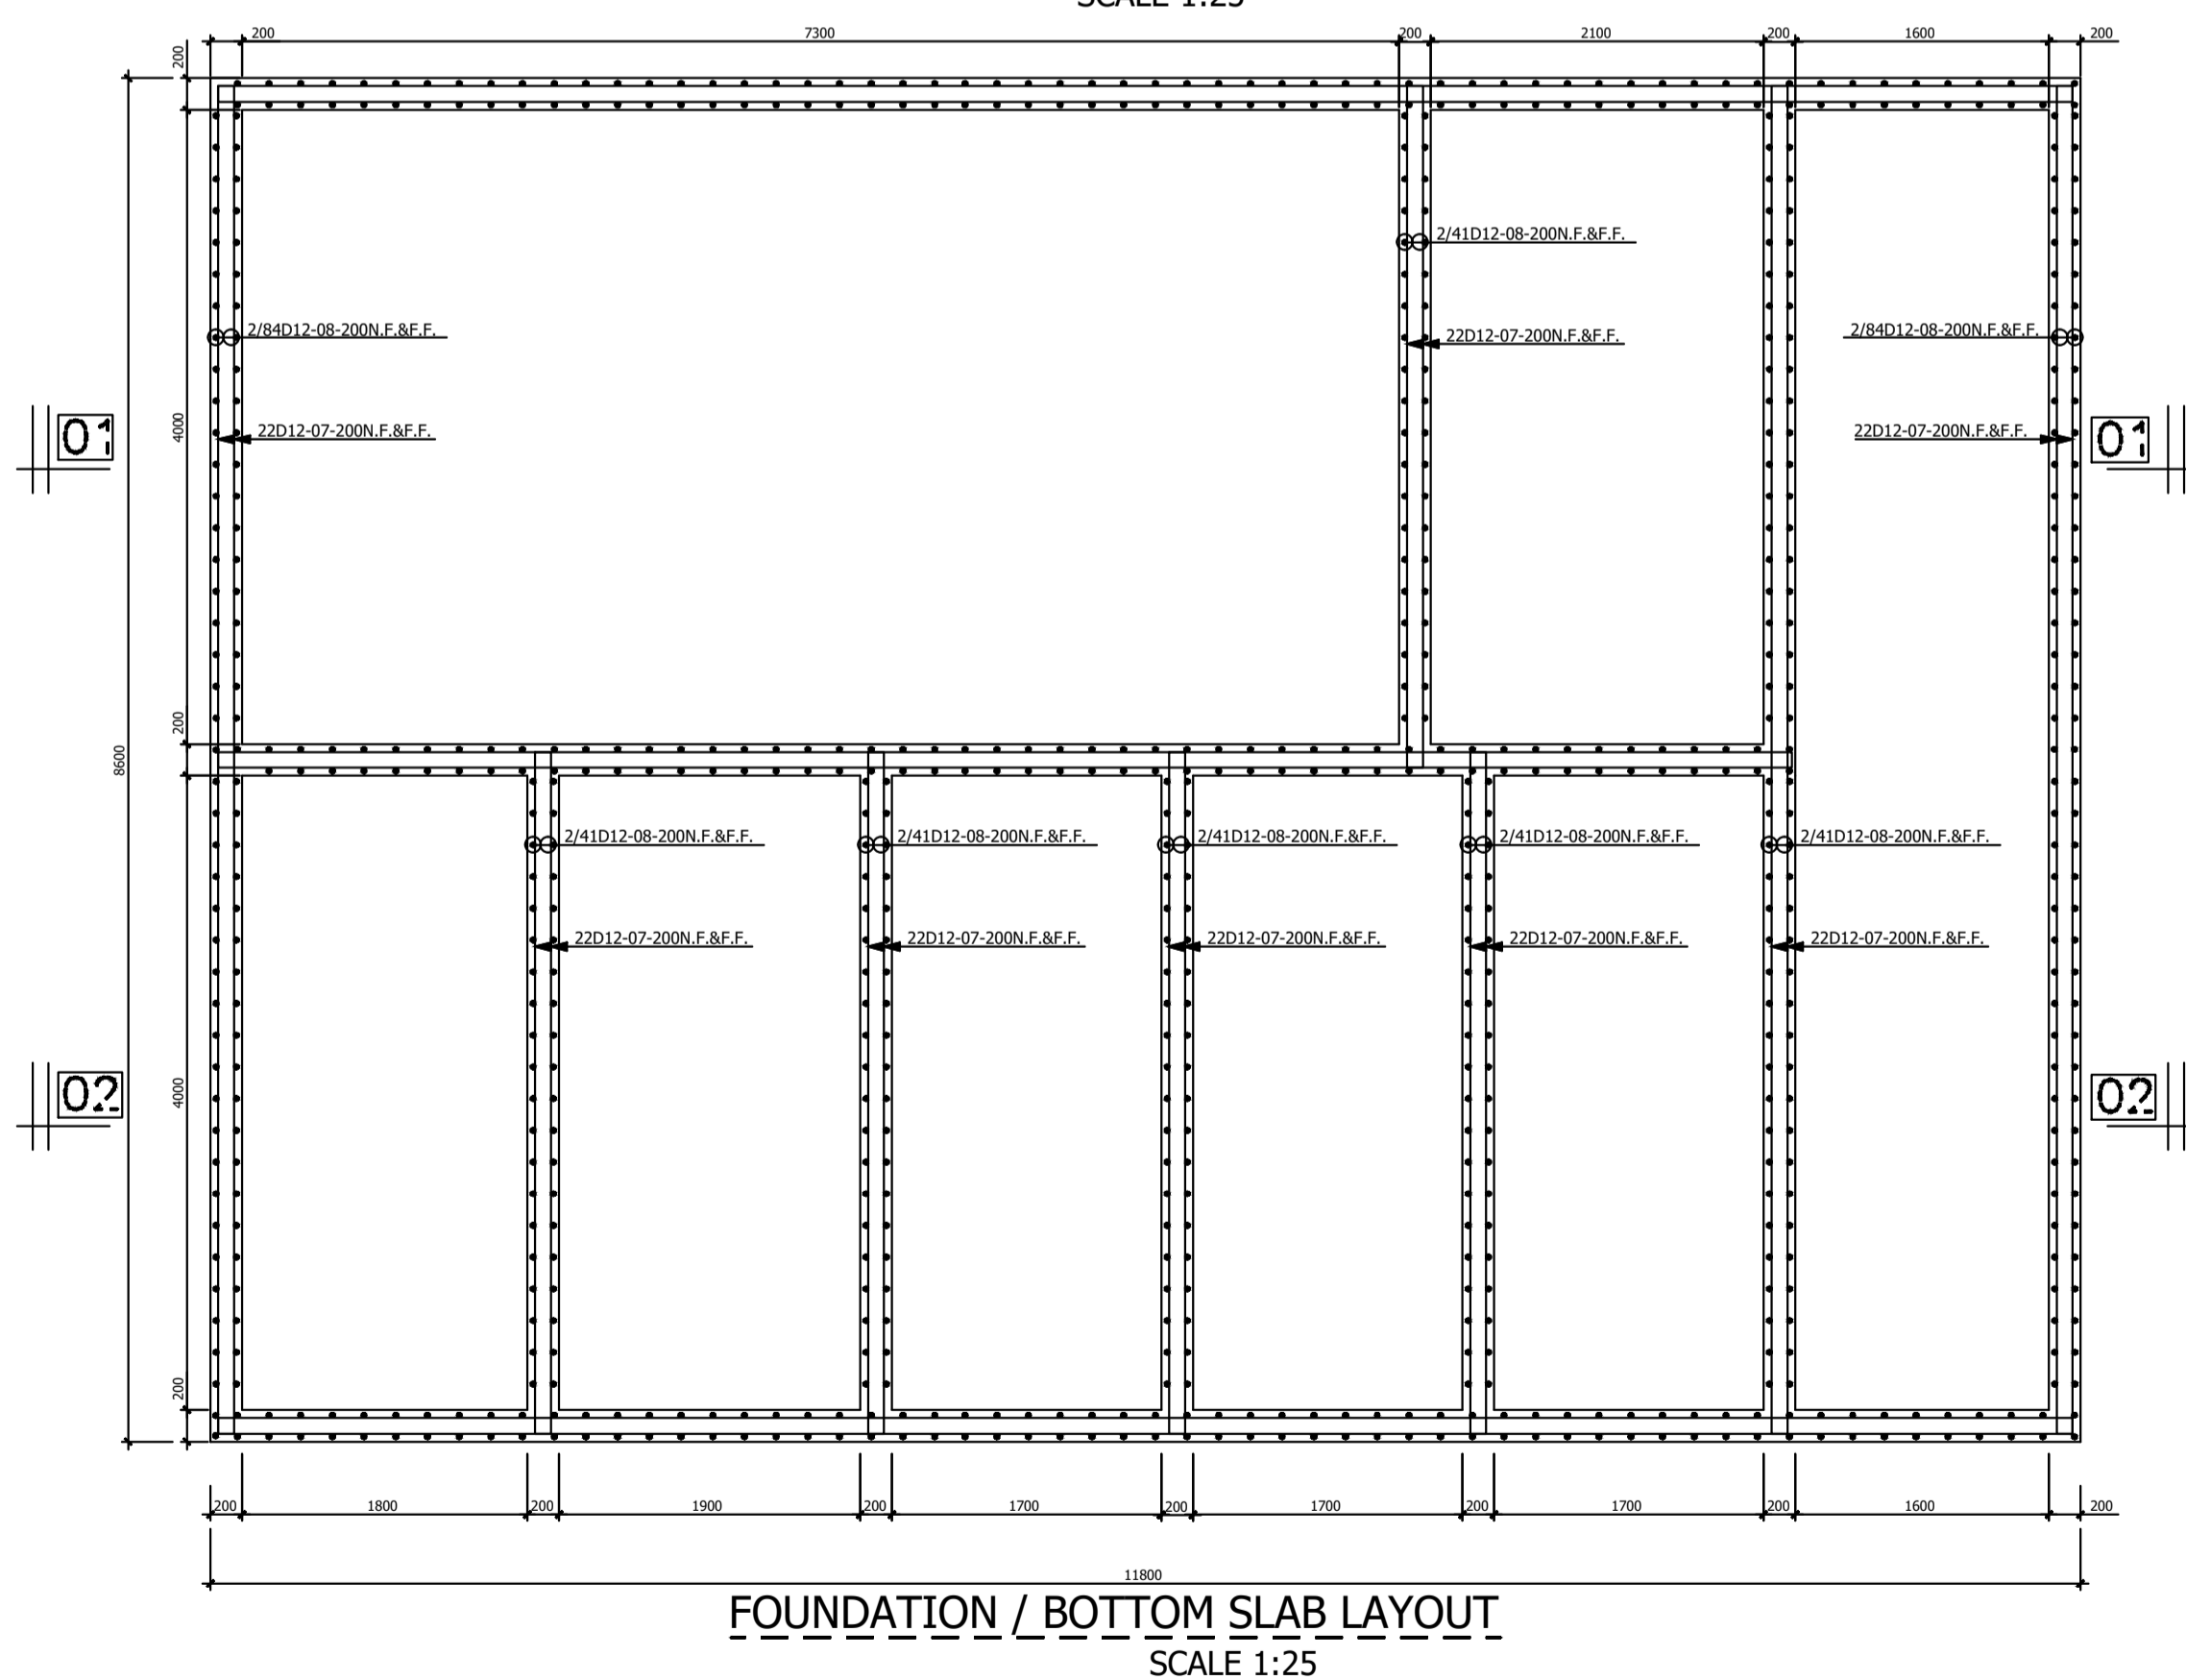 SCALE 1:25
200 7300 200 2100 200 1600 200
200
2/41D12-08-200N.F.&F.F.
2/84D12-08-200N.F.&F.F. 22D12-07-200N.F.&F.F. 2/84D12-08-200N.F.&F.F.
01 4000 22D12-07-200N.F.&F.F. 22D12-07-200N.F.&F.F. 01
200
8600
2/41D12-08-200N.F.&F.F. 2/41D12-08-200N.F.&F.F. 2/41D12-08-200N.F.&F.F. 2/41D12-08-200N.F.&F.F. 2/41D12-08-200N.F.&F.F.
22D12-07-200N.F.&F.F. 22D12-07-200N.F.&F.F. 22D12-07-200N.F.&F.F. 22D12-07-200N.F.&F.F. 22D12-07-200N.F.&F.F.
02 4000 02
200
200 1800 200 1900 200 1700 200 1700 200 1700 200 1600 200
11800
FOUNDATION / BOTTOM SLAB LAYOUT
SCALE 1:25